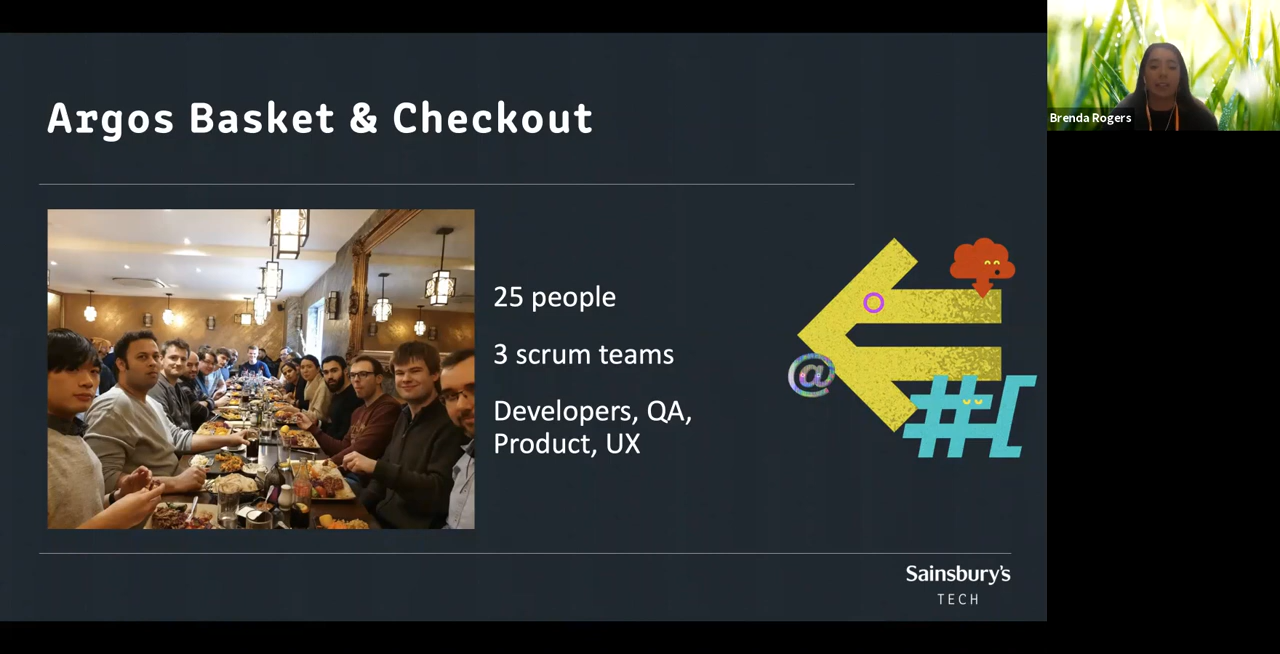 Argos Basket & Checkout
Brenda Rogers
25 people
3 scrum teams
Developers, QA,
Product, UX
@
#[
Sainsbury's
TECH